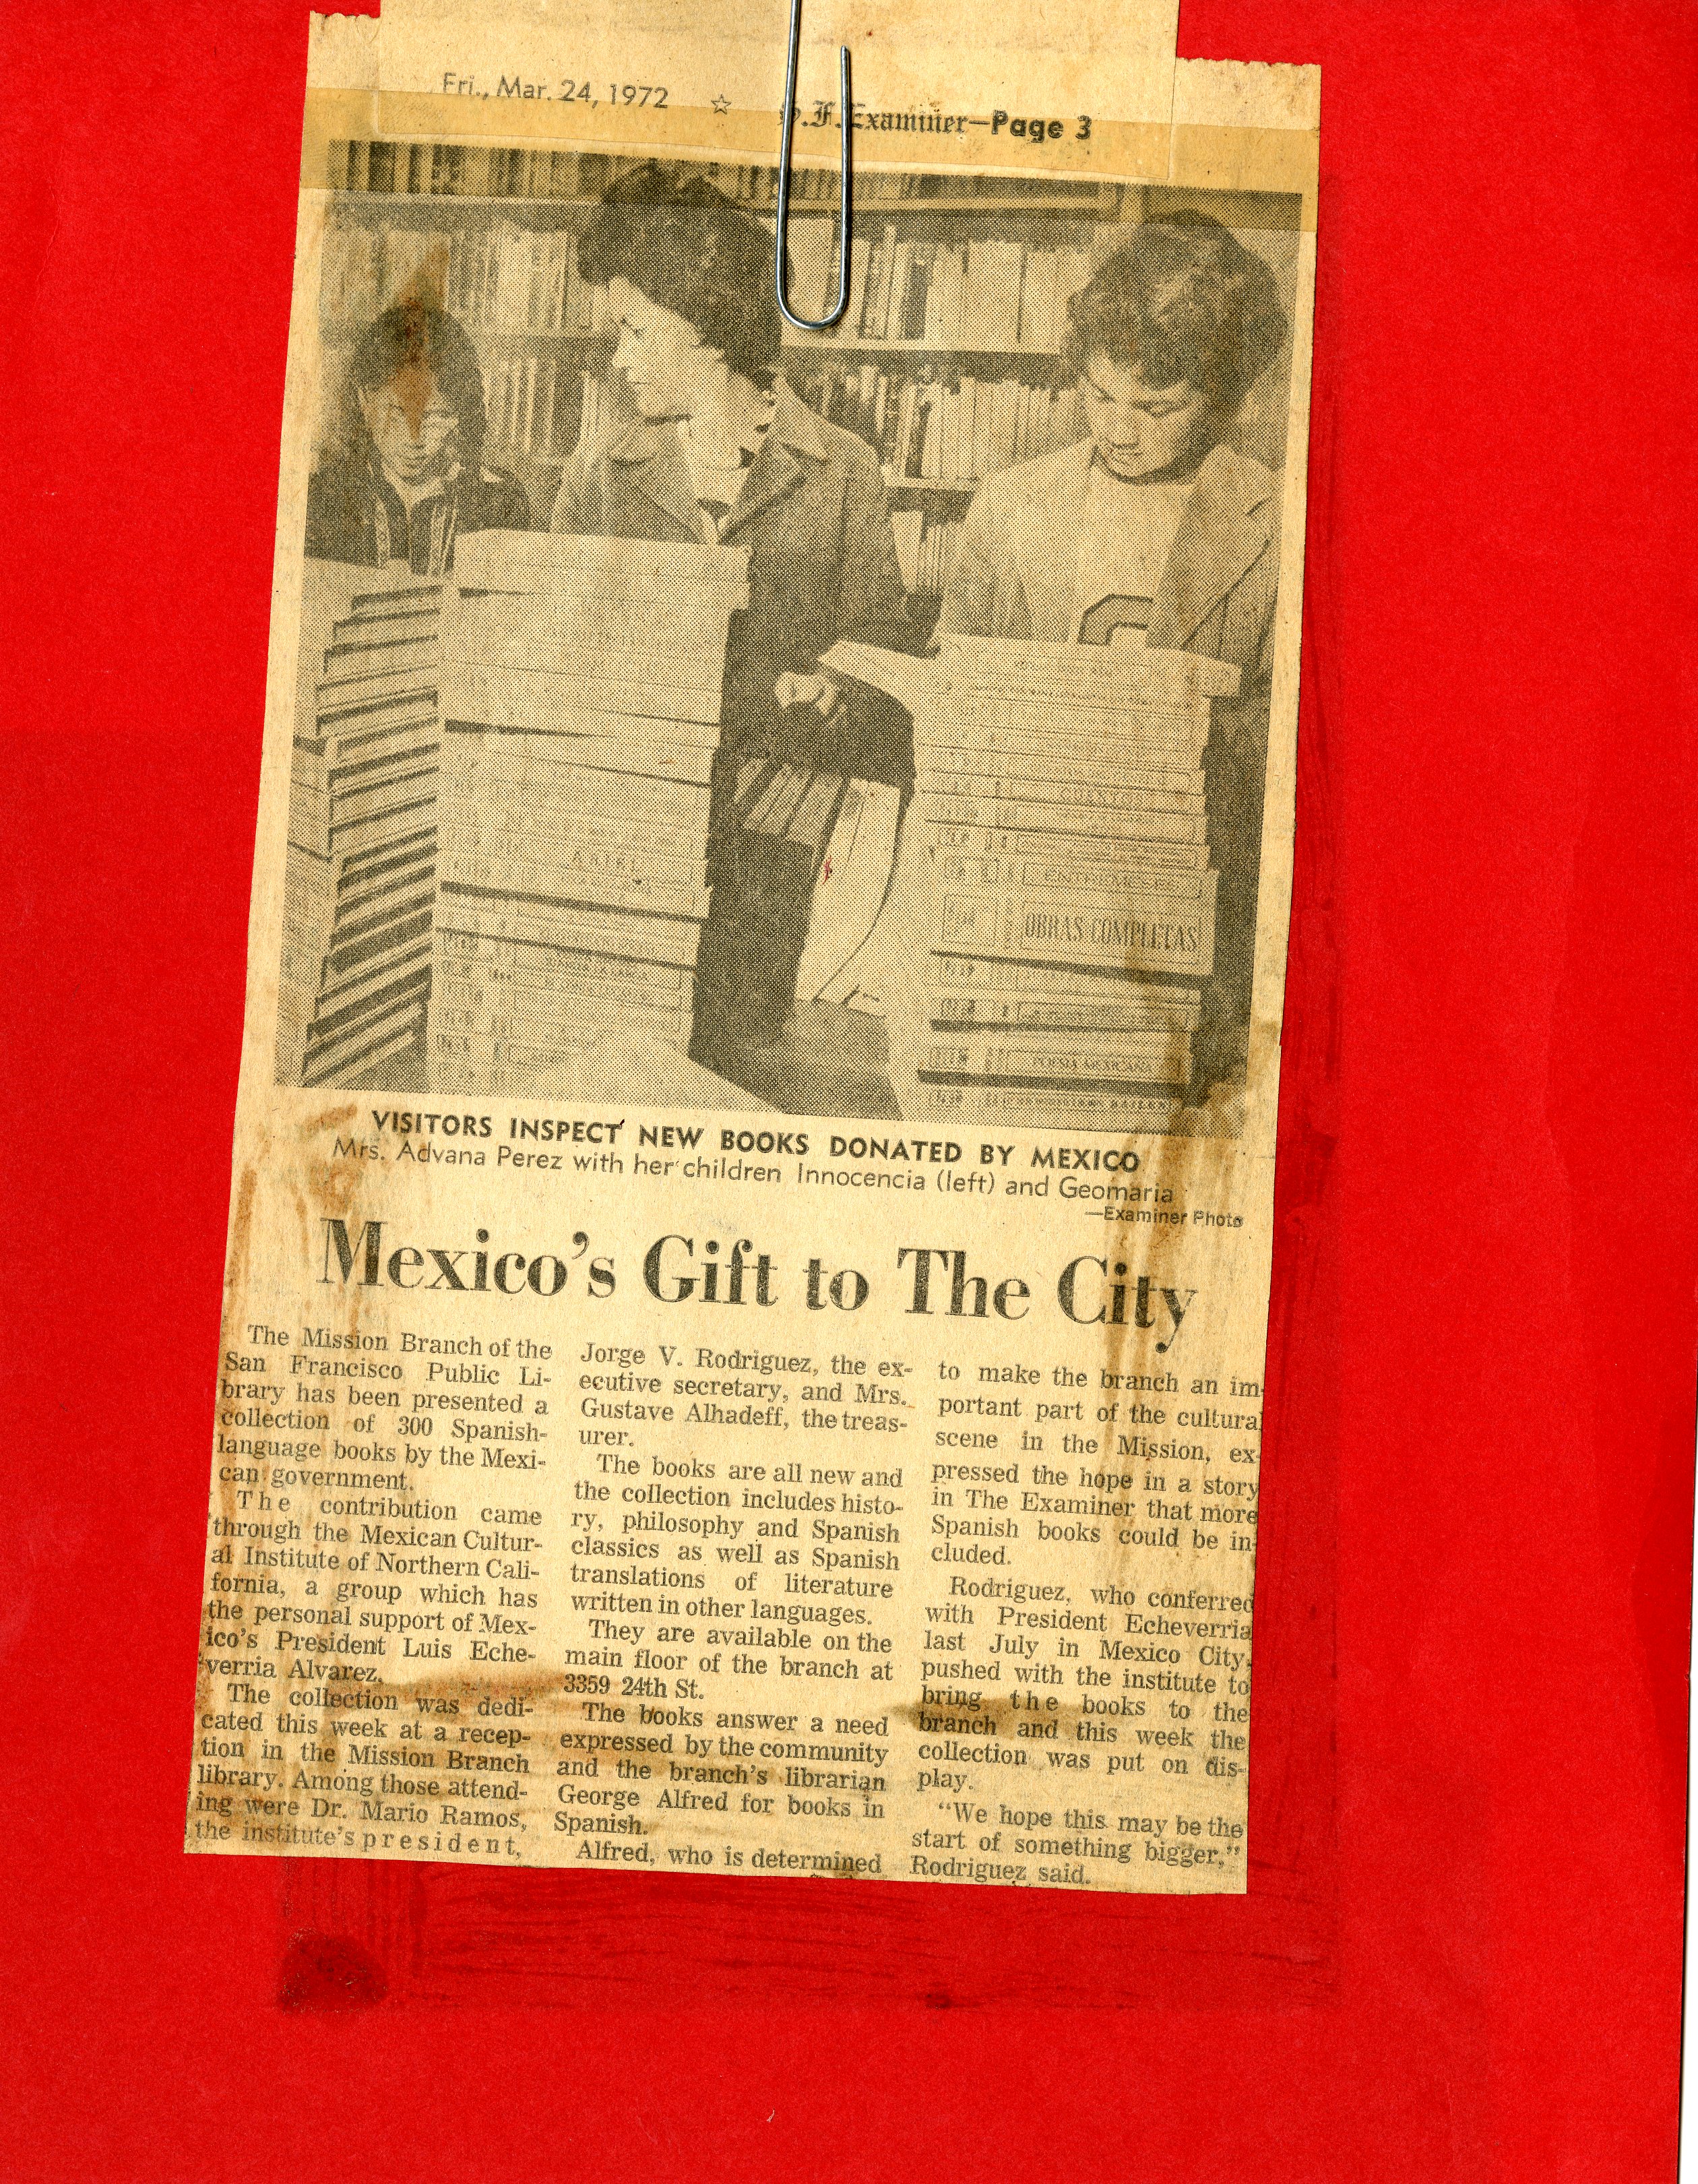 Fri., Mar. 24, 1972 ☆ S.F. Examiner—Page 3
ARIEL
ENTREMESES
OBRAS COMPLETAS
POESIA MEXICANA
VISITORS INSPECT NEW BOOKS DONATED BY MEXICO
Mrs. Advana Perez with her children Innocencia (left) and Geomaria
—Examiner Photo
Mexico's Gift to The City
The Mission Branch of the
San Francisco Public Li-
brary has been presented a
collection of 300 Spanish-
language books by the Mexi-
can government.
The contribution came
through the Mexican Cultur-
al Institute of Northern Cali-
fornia, a group which has
the personal support of Mex-
ico's President Luis Eche-
verria Alvarez.
The collection was dedi-
cated this week at a recep-
tion in the Mission Branch
library. Among those attend-
ing were Dr. Mario Ramos,
the institute's president,
Jorge V. Rodriguez, the ex-
ecutive secretary, and Mrs.
Gustave Alhadeff, the treas-
urer.
The books are all new and
the collection includes histo-
ry, philosophy and Spanish
classics as well as Spanish
translations of literature
written in other languages.
They are available on the
main floor of the branch at
3359 24th St.
The books answer a need
expressed by the community
and the branch's librarian
George Alfred for books in
Spanish.
Alfred, who is determined
to make the branch an im-
portant part of the cultural
scene in the Mission, ex-
pressed the hope in a story
in The Examiner that more
Spanish books could be in-
cluded.
Rodriguez, who conferred
with President Echeverria
last July in Mexico City,
pushed with the institute to
bring the books to the
branch and this week the
collection was put on dis-
play.
"We hope this may be the
start of something bigger,"
Rodriguez said.